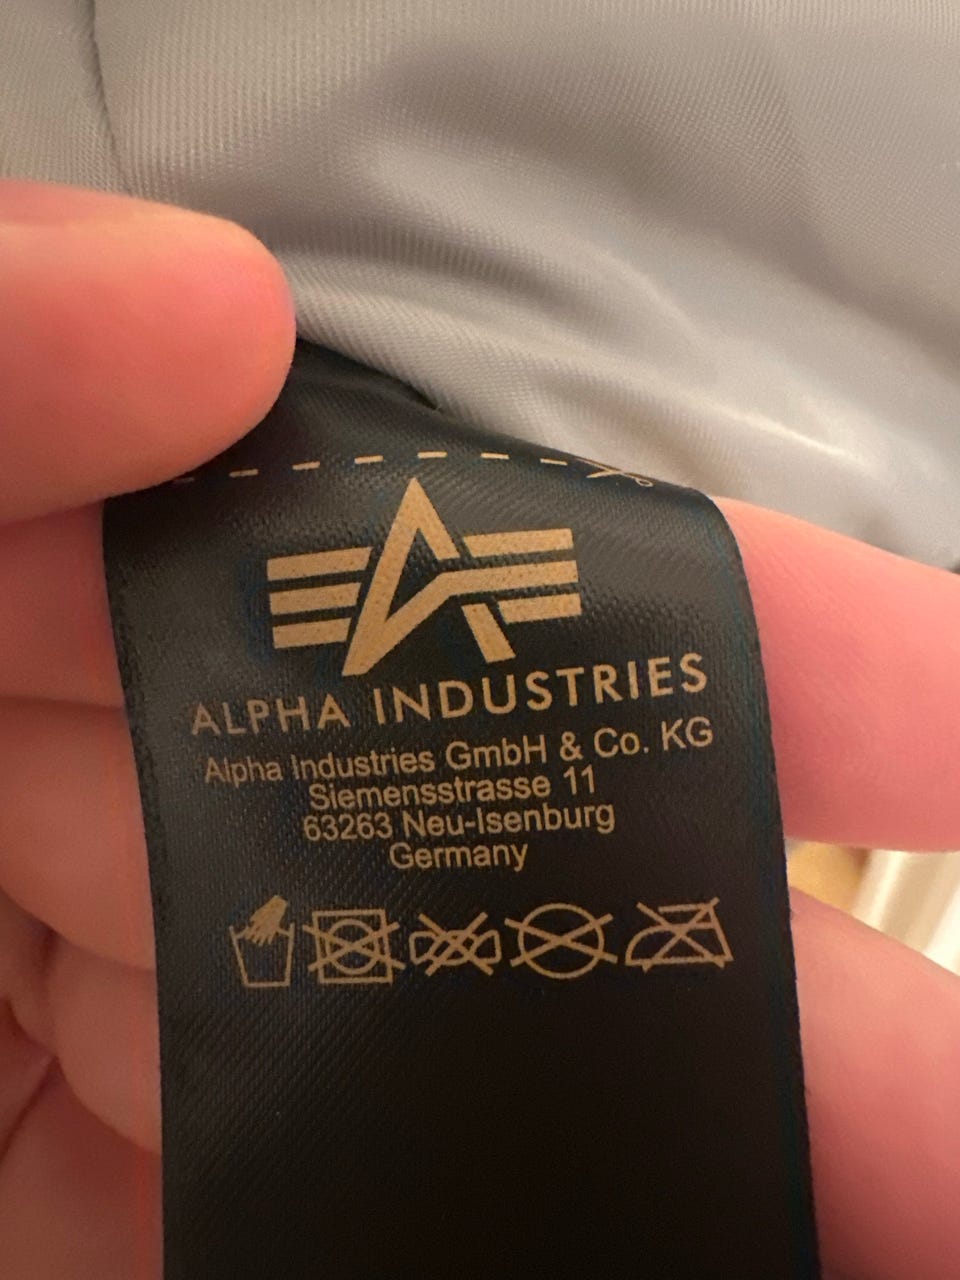 ALPHA INDUSTRIES
Alpha Industries GmbH & Co. KG
Siemensstrasse 11
63263 Neu-Isenburg
Germany